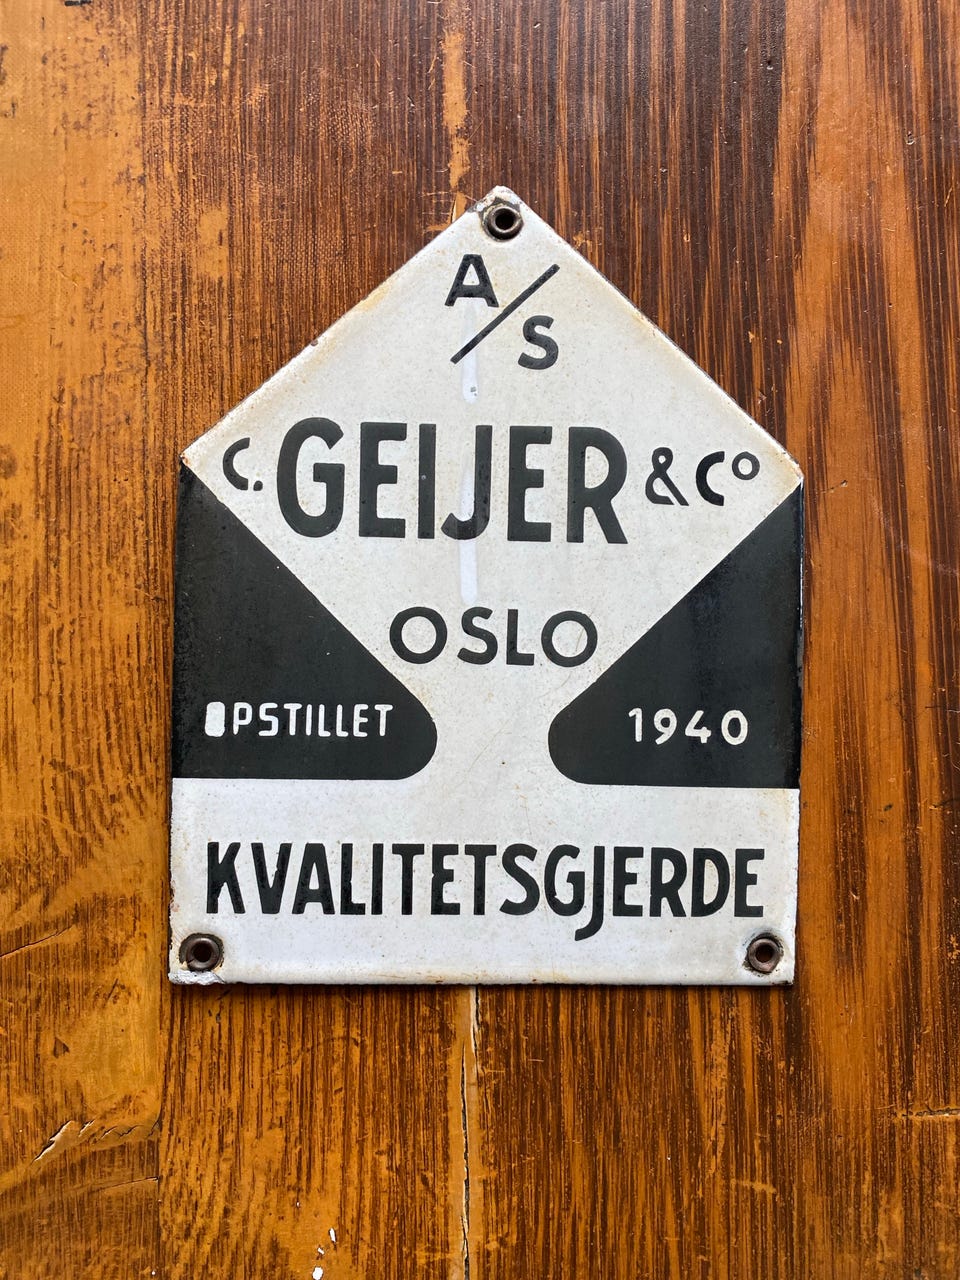 A/S
C. GEIJER & Co
OSLO
OPSTILLET 1940
KVALITETSGJERDE